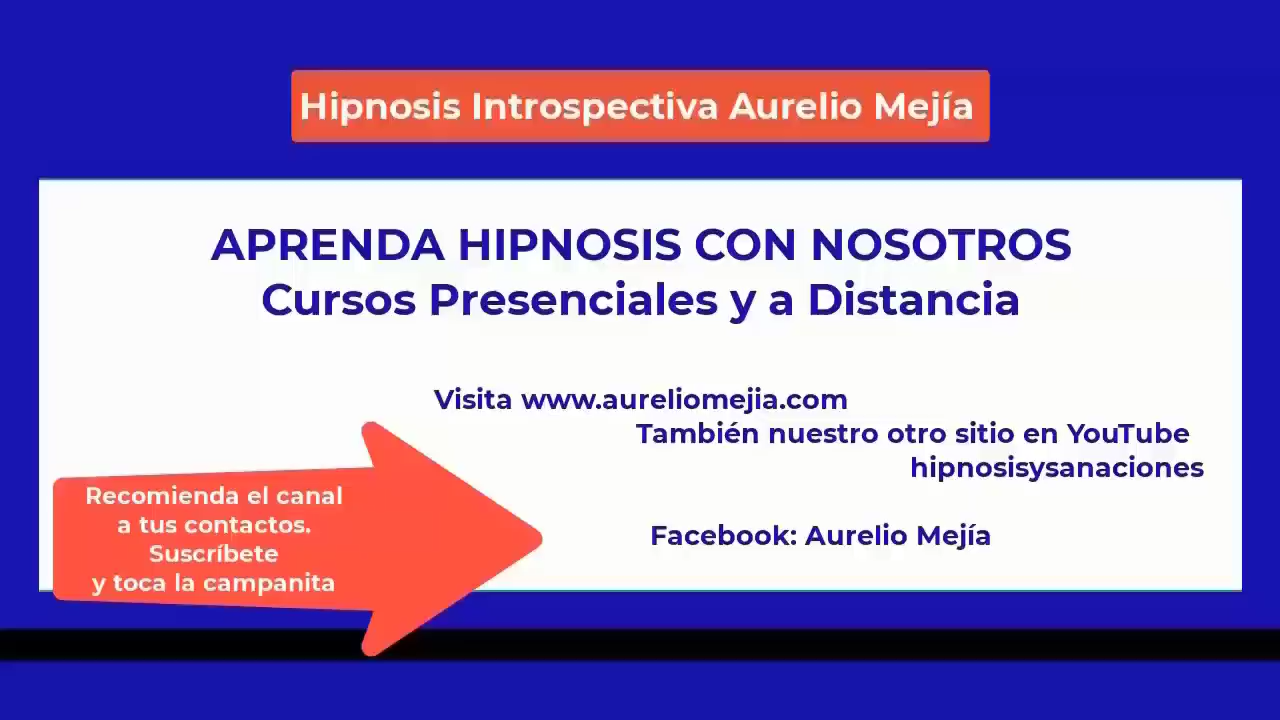 Hipnosis Introspectiva Aurelio Mejía
APRENDA HIPNOSIS CON NOSOTROS
Cursos Presenciales y a Distancia
Visita www.aureliomejia.com
También nuestro otro sitio en YouTube
hipnosisysanaciones
Recomienda el canal
a tus contactos.
Suscríbete
y toca la campanita
Facebook: Aurelio Mejía